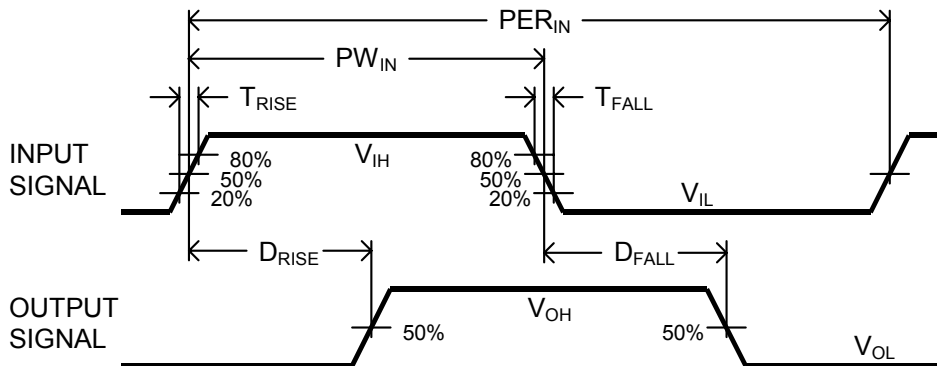 PER_IN
PW_IN
T_RISE
T_FALL
INPUT
SIGNAL
80%
50%
20%
V_IH
80%
50%
20%
V_IL
D_RISE
D_FALL
OUTPUT
SIGNAL
50%
V_OH
50%
V_OL